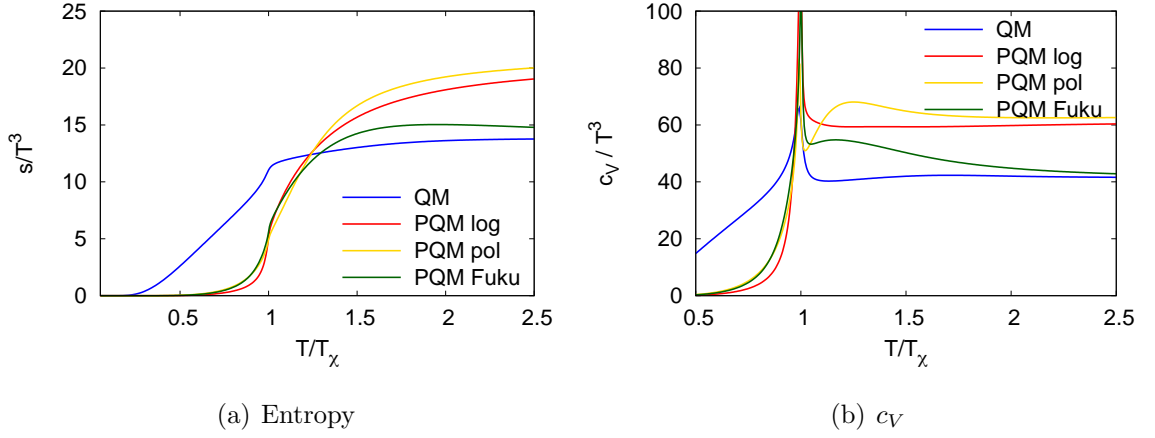 25
20
15
10
5
0
s/T³
QM
PQM log
PQM pol
PQM Fuku
0.5
1
1.5
2
2.5
T/Tχ
(a) Entropy
100
80
60
40
20
0
c_V / T³
QM
PQM log
PQM pol
PQM Fuku
0.5
1
1.5
2
2.5
T/Tχ
(b) c_V